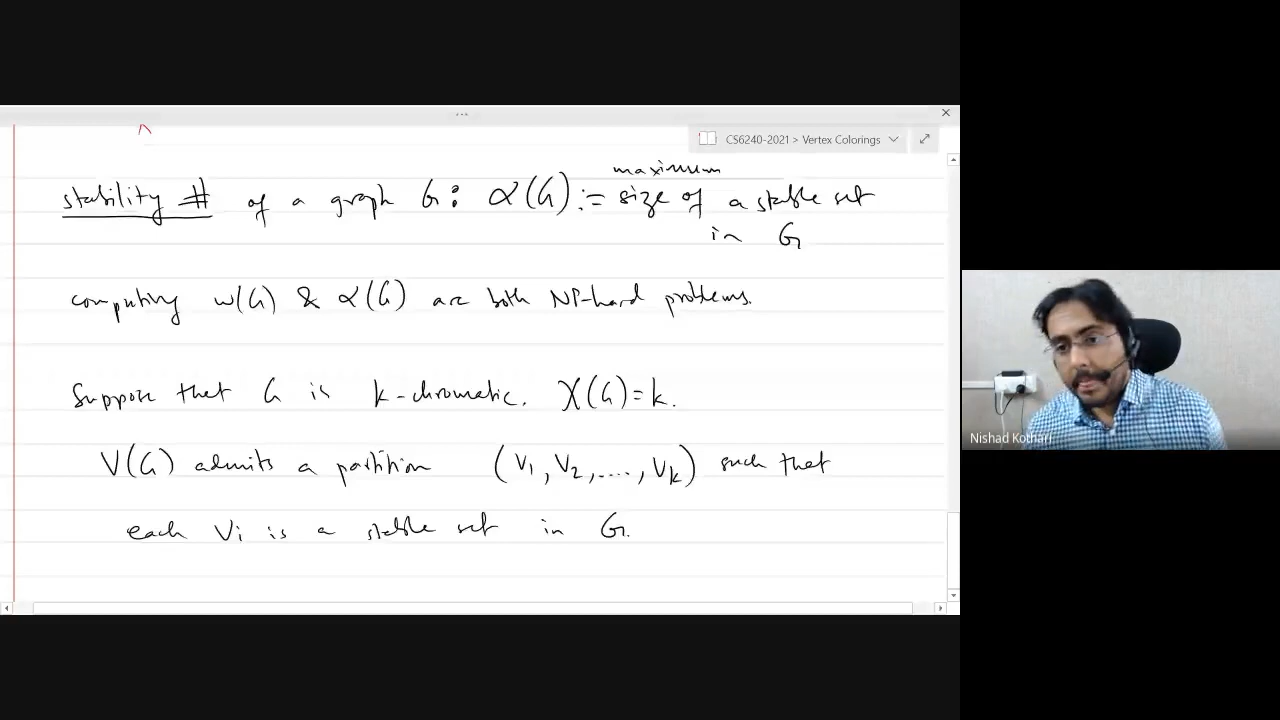 CS6240-2021 > Vertex Colorings
maximum
stability # of a graph G: α(G) := size of a stable set
in G
computing ω(G) & α(G) are both NP-hard problems.
Suppose that G is k-chromatic. χ(G)=k.
V(G) admits a partition (V1, V2, ...., Vk) such that
each Vi is a stable set in G.
Nishad Kothari